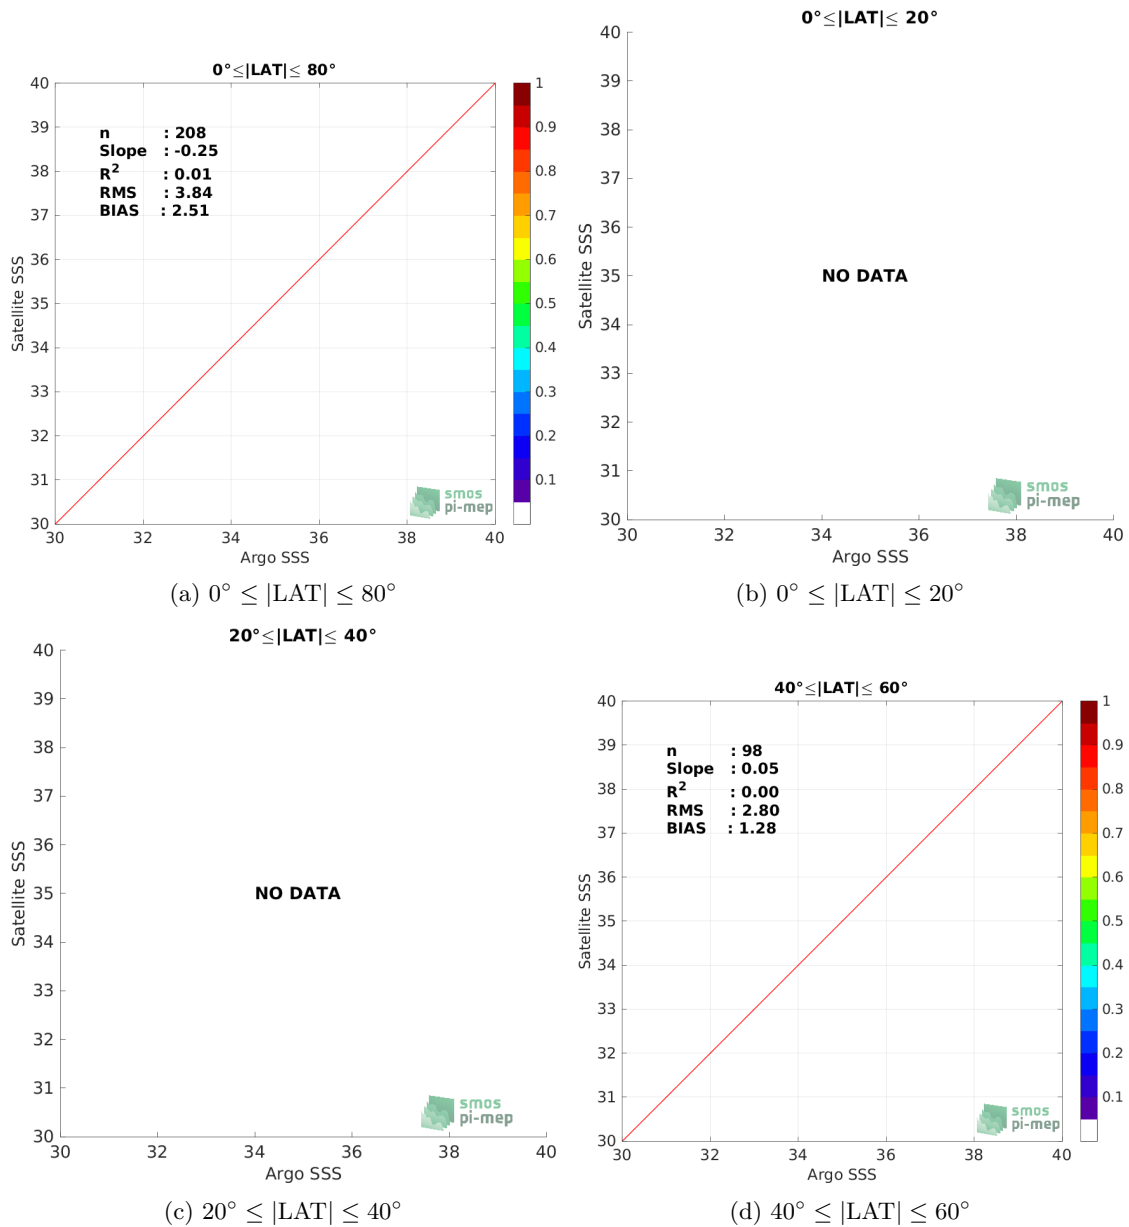 0°≤|LAT|≤ 80°
40
39
38
37
36
35
34
33
32
31
30
n : 208
Slope : -0.25
R² : 0.01
RMS : 3.84
BIAS : 2.51
Satellite SSS
smos
pi-mep
30 32 34 36 38 40
Argo SSS
1
0.9
0.8
0.7
0.6
0.5
0.4
0.3
0.2
0.1
(a) 0° ≤ |LAT| ≤ 80°
0°≤|LAT|≤ 20°
40
39
38
37
36
35
34
33
32
31
30
Satellite SSS
NO DATA
smos
pi-mep
30 32 34 36 38 40
Argo SSS
(b) 0° ≤ |LAT| ≤ 20°
20°≤|LAT|≤ 40°
40
39
38
37
36
35
34
33
32
31
30
Satellite SSS
NO DATA
smos
pi-mep
30 32 34 36 38 40
Argo SSS
(c) 20° ≤ |LAT| ≤ 40°
40°≤|LAT|≤ 60°
40
39
38
37
36
35
34
33
32
31
30
n : 98
Slope : 0.05
R² : 0.00
RMS : 2.80
BIAS : 1.28
Satellite SSS
smos
pi-mep
30 32 34 36 38 40
Argo SSS
1
0.9
0.8
0.7
0.6
0.5
0.4
0.3
0.2
0.1
(d) 40° ≤ |LAT| ≤ 60°